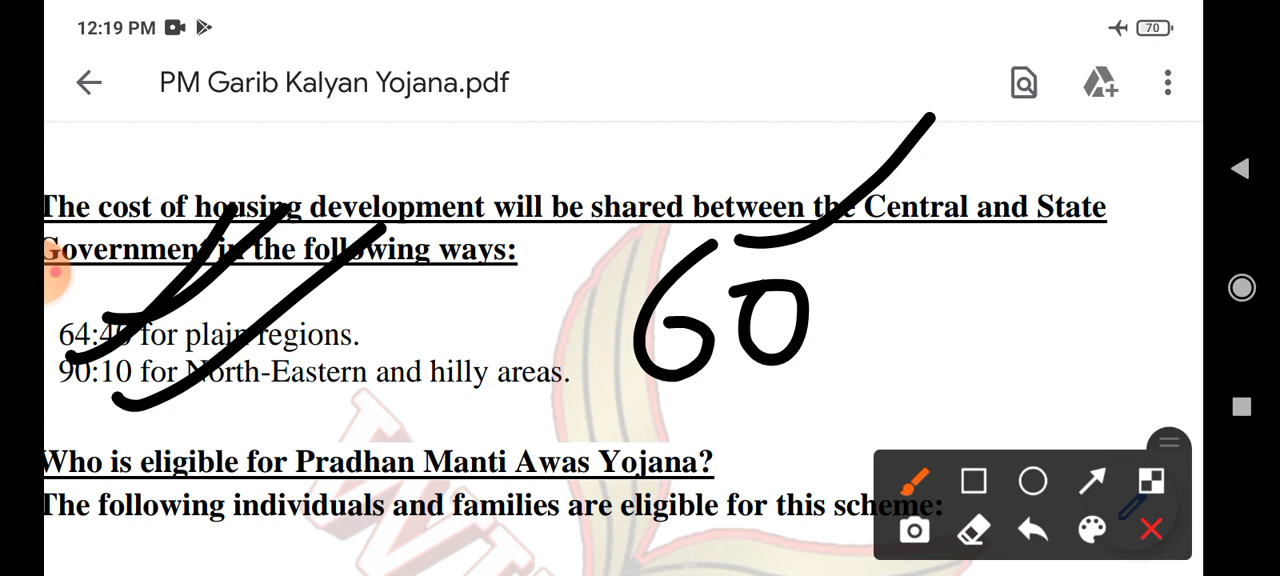 12:19 PM
70
PM Garib Kalyan Yojana.pdf
The cost of housing development will be shared between the Central and State
Government in the following ways:
60
64:40 for plain regions.
90:10 for North-Eastern and hilly areas.
Who is eligible for Pradhan Manti Awas Yojana?
The following individuals and families are eligible for this scheme: